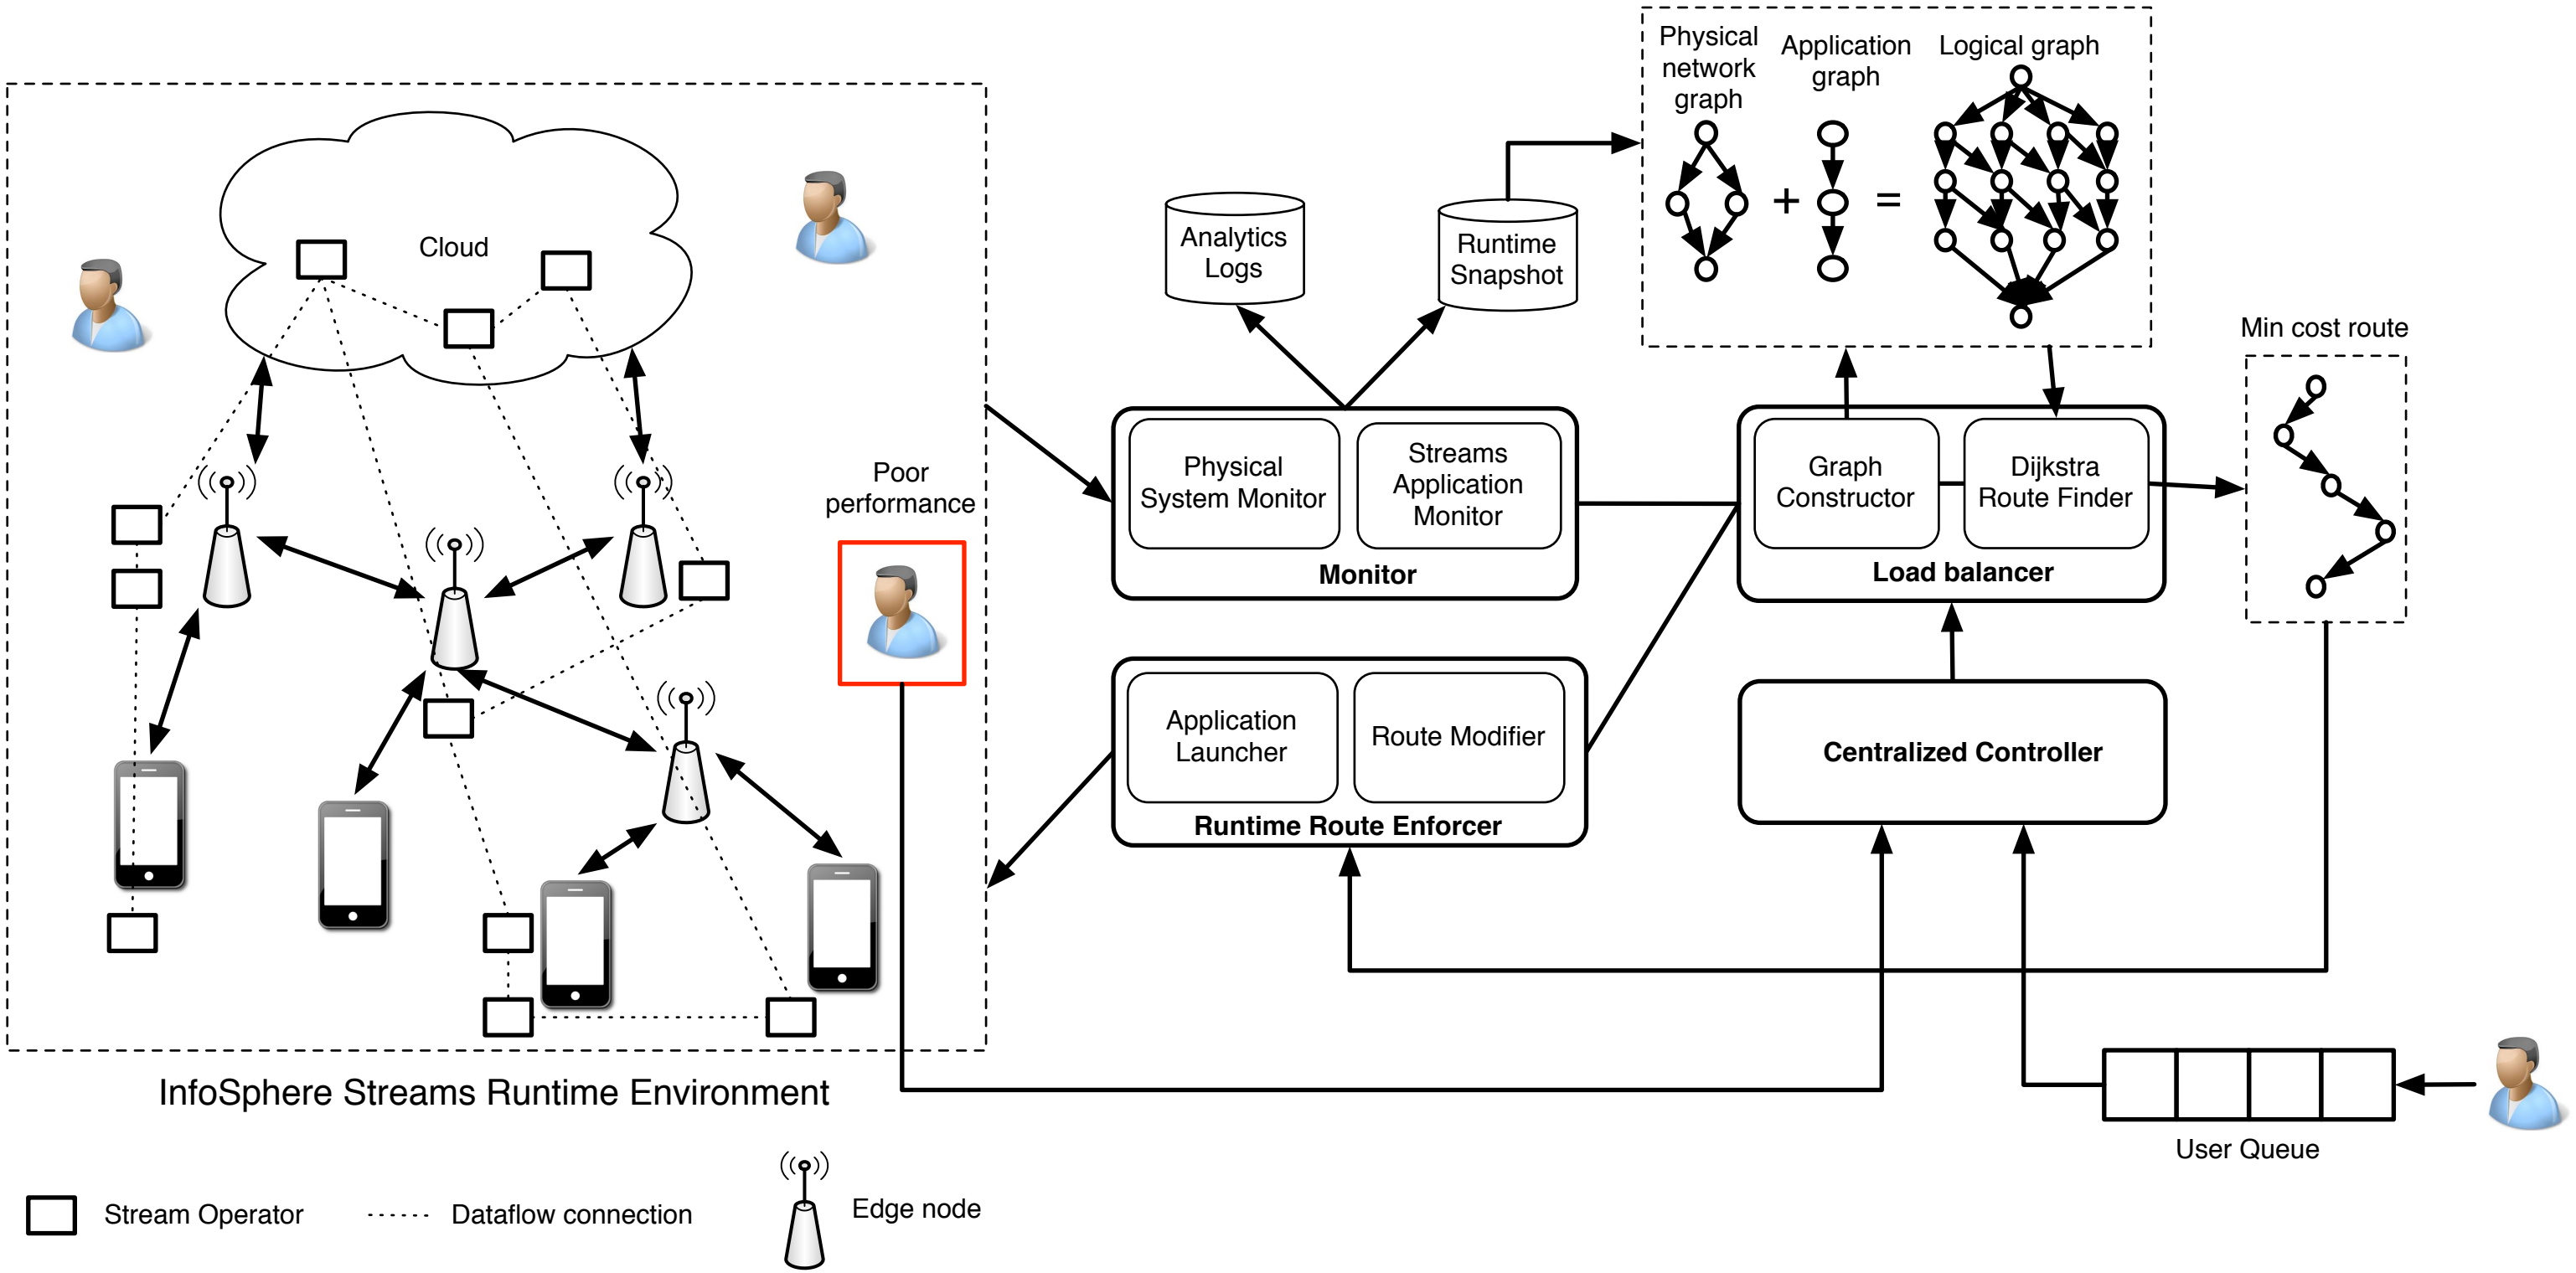 Physical
network
graph
Application
graph
Logical graph
Cloud
Analytics
Logs
Runtime
Snapshot
+
=
Min cost route
Poor
performance
Physical
System Monitor
Streams
Application
Monitor
Monitor
Graph
Constructor
Dijkstra
Route Finder
Load balancer
Application
Launcher
Route Modifier
Runtime Route Enforcer
Centralized Controller
InfoSphere Streams Runtime Environment
User Queue
Stream Operator
Dataflow connection
Edge node